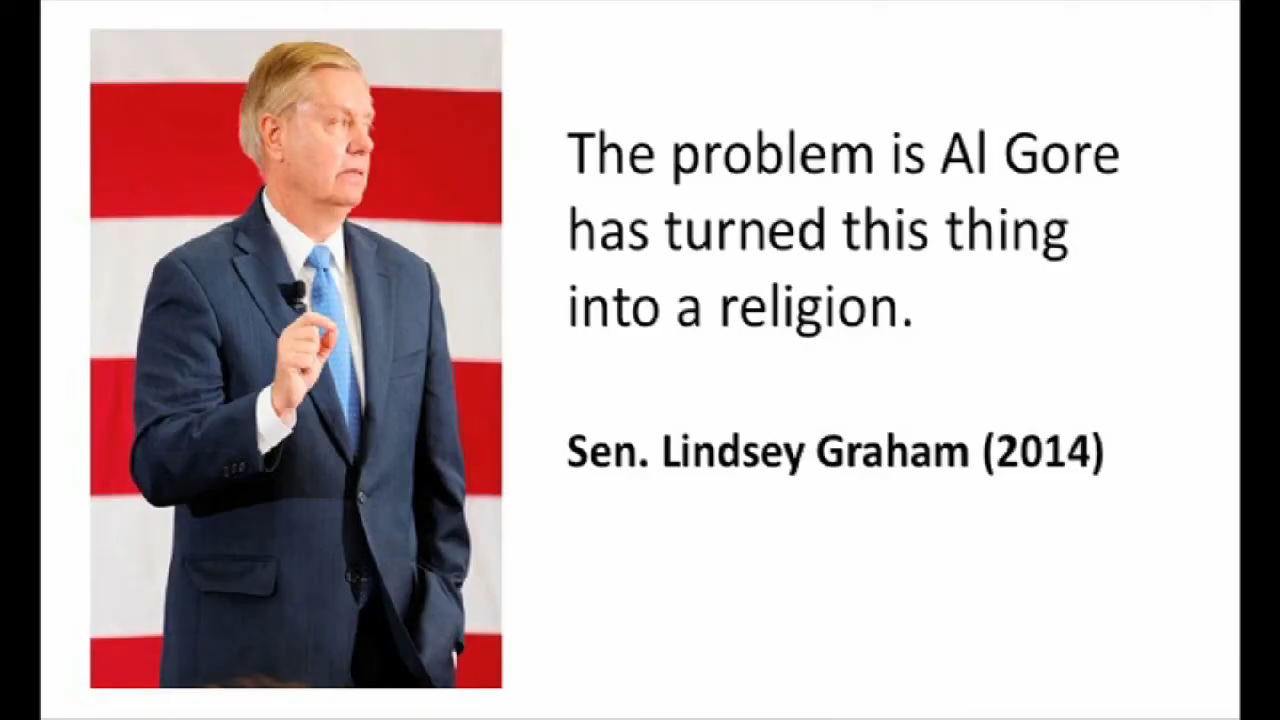 The problem is Al Gore
has turned this thing
into a religion.
Sen. Lindsey Graham (2014)